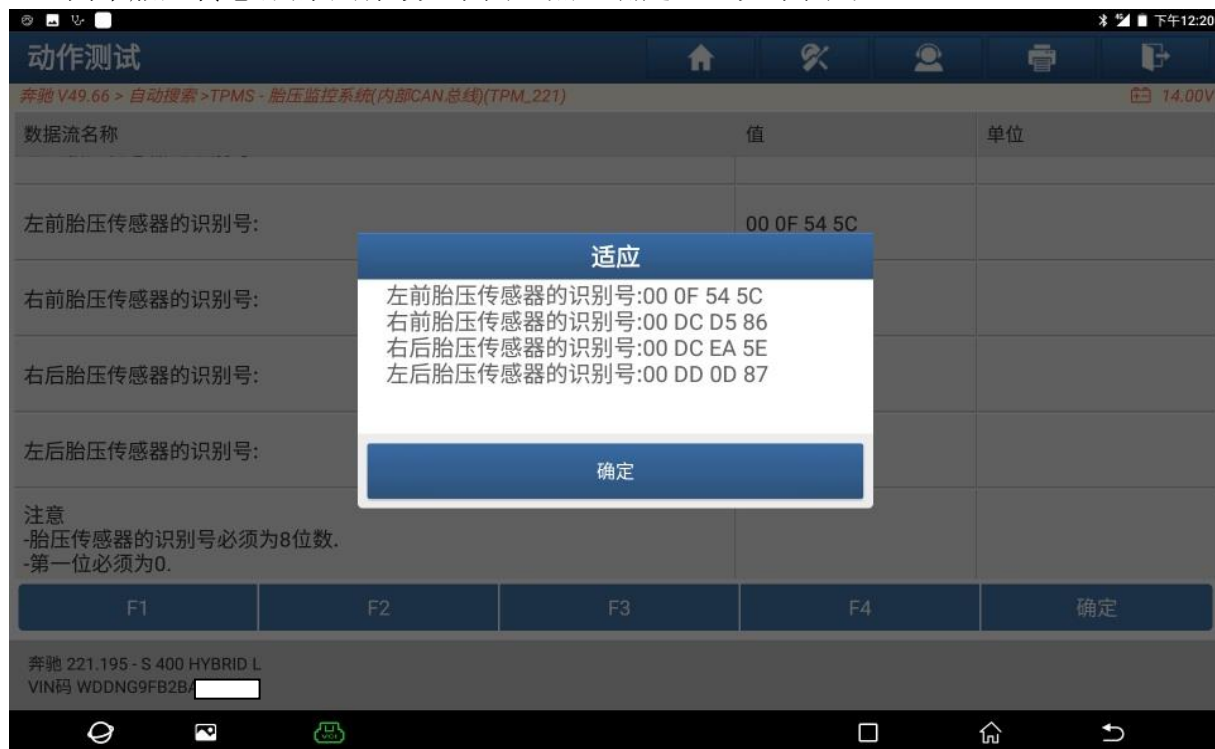 下午12:20
动作测试
奔驰 V49.66 > 自动搜索 >TPMS - 胎压监控系统(内部CAN总线)(TPM_221)
14.00V
数据流名称 值 单位
左前胎压传感器的识别号: 00 0F 54 5C
右前胎压传感器的识别号:
右后胎压传感器的识别号:
左后胎压传感器的识别号:
适应
左前胎压传感器的识别号:00 0F 54 5C
右前胎压传感器的识别号:00 DC D5 86
右后胎压传感器的识别号:00 DC EA 5E
左后胎压传感器的识别号:00 DD 0D 87
确定
注意
-胎压传感器的识别号必须为8位数.
-第一位必须为0.
F1 F2 F3 F4 确定
奔驰 221.195 - S 400 HYBRID L
VIN码 WDDNG9FB2BA
VCI